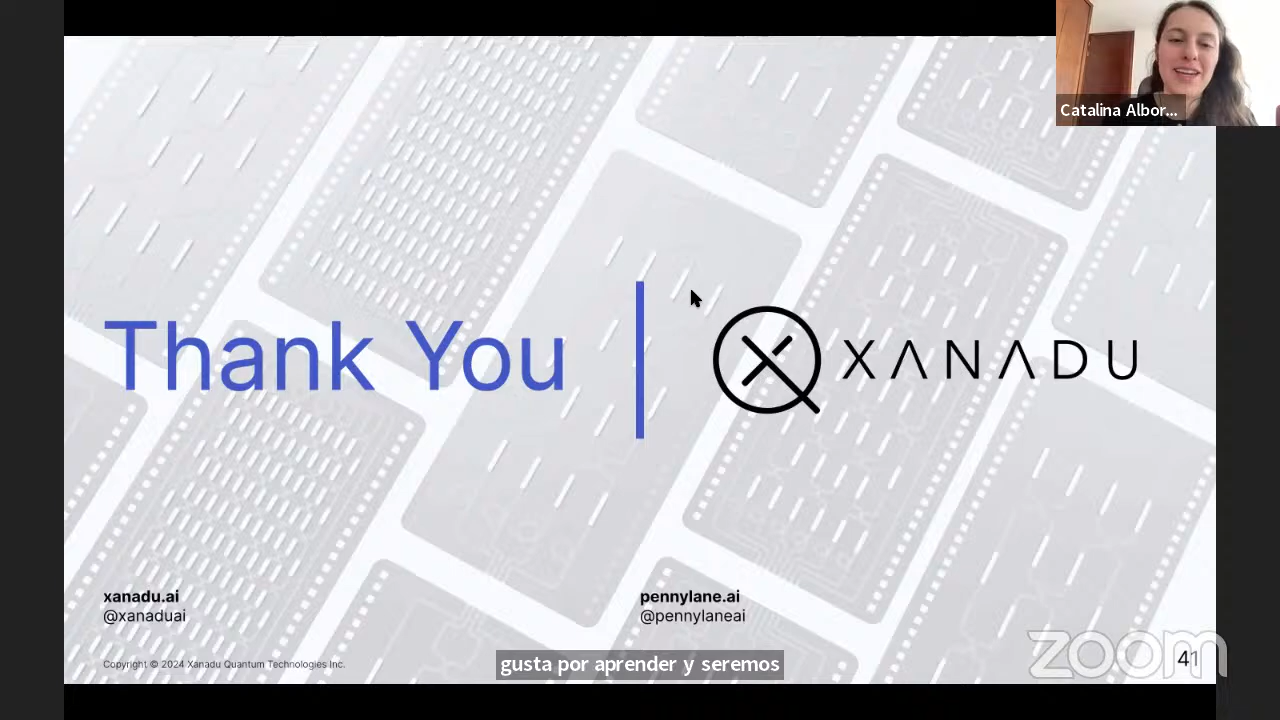 Catalina Albor...
Thank You
XANADU
xanadu.ai
@xanaduai
pennylane.ai
@pennylaneai
Copyright © 2024 Xanadu Quantum Technologies Inc.
gusta por aprender y seremos
zoom
41